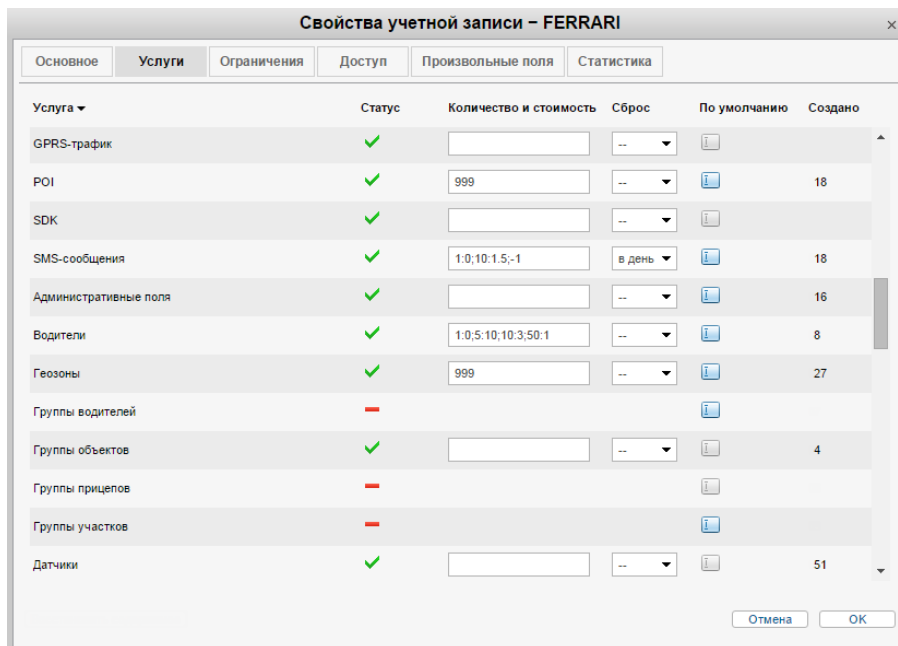 Свойства учетной записи – FERRARI ×
Основное Услуги Ограничения Доступ Произвольные поля Статистика
Услуга Статус Количество и стоимость Сброс По умолчанию Создано
GPRS-трафик --
POI 999 -- 18
SDK --
SMS-сообщения 1:0;10:1.5;-1 в день 18
Административные поля -- 16
Водители 1:0;5:10;10:3;50:1 -- 8
Геозоны 999 -- 27
Группы водителей
Группы объектов -- 4
Группы прицепов
Группы участков
Датчики -- 51
Отмена OK